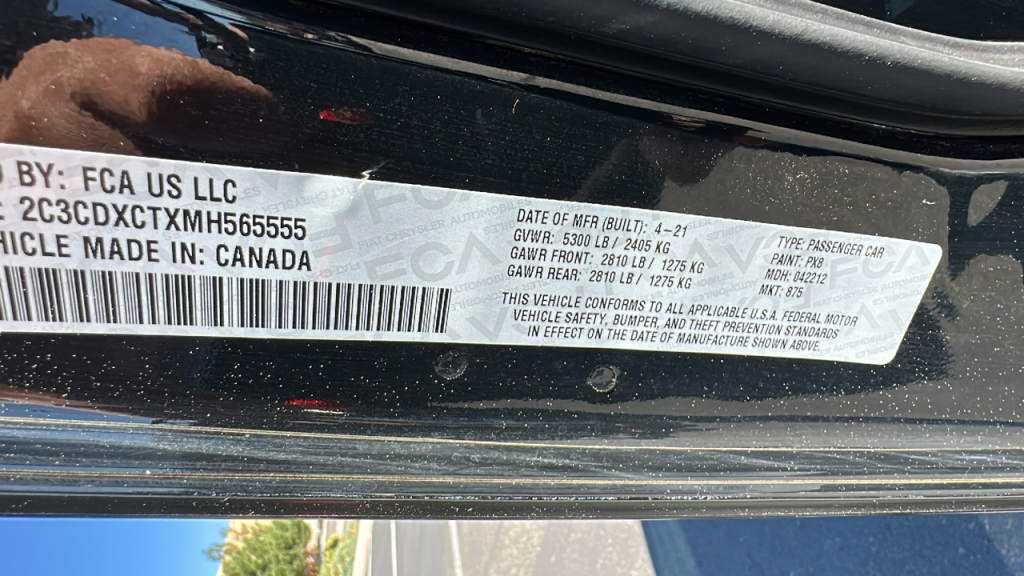 BY: FCA US LLC
2C3CDXCTXMH565555
HICLE MADE IN: CANADA
DATE OF MFR (BUILT): 4-21
GVWR: 5300 LB / 2405 KG
GAWR FRONT: 2810 LB / 1275 KG
GAWR REAR: 2810 LB / 1275 KG
TYPE: PASSENGER CAR
PAINT: PX8
MDH: 042212
MKT: 875
THIS VEHICLE CONFORMS TO ALL APPLICABLE U.S.A. FEDERAL MOTOR
VEHICLE SAFETY, BUMPER, AND THEFT PREVENTION STANDARDS
IN EFFECT ON THE DATE OF MANUFACTURE SHOWN ABOVE.